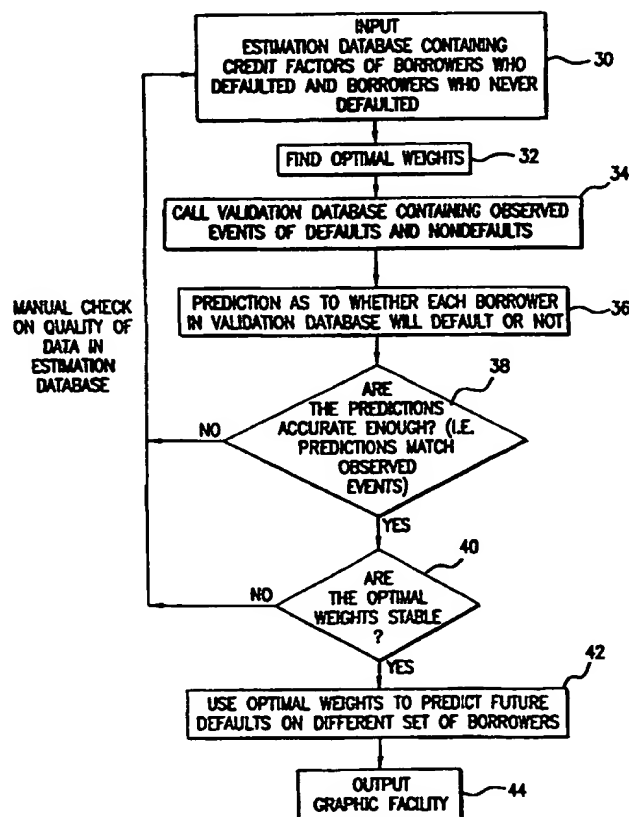 INPUT
ESTIMATION DATABASE CONTAINING
CREDIT FACTORS OF BORROWERS WHO
DEFAULTED AND BORROWERS WHO NEVER
DEFAULTED
30
FIND OPTIMAL WEIGHTS
32
34
CALL VALIDATION DATABASE CONTAINING OBSERVED
EVENTS OF DEFAULTS AND NONDEFAULTS
MANUAL CHECK
ON QUALITY OF
DATA IN
ESTIMATION
DATABASE
PREDICTION AS TO WHETHER EACH BORROWER
IN VALIDATION DATABASE WILL DEFAULT OR NOT
36
38
ARE
THE PREDICTIONS
ACCURATE ENOUGH? (I.E.
PREDICTIONS MATCH
OBSERVED
EVENTS)
NO
YES
40
ARE
THE OPTIMAL
WEIGHTS STABLE
?
NO
YES
42
USE OPTIMAL WEIGHTS TO PREDICT FUTURE
DEFAULTS ON DIFFERENT SET OF BORROWERS
OUTPUT
GRAPHIC FACILITY
44